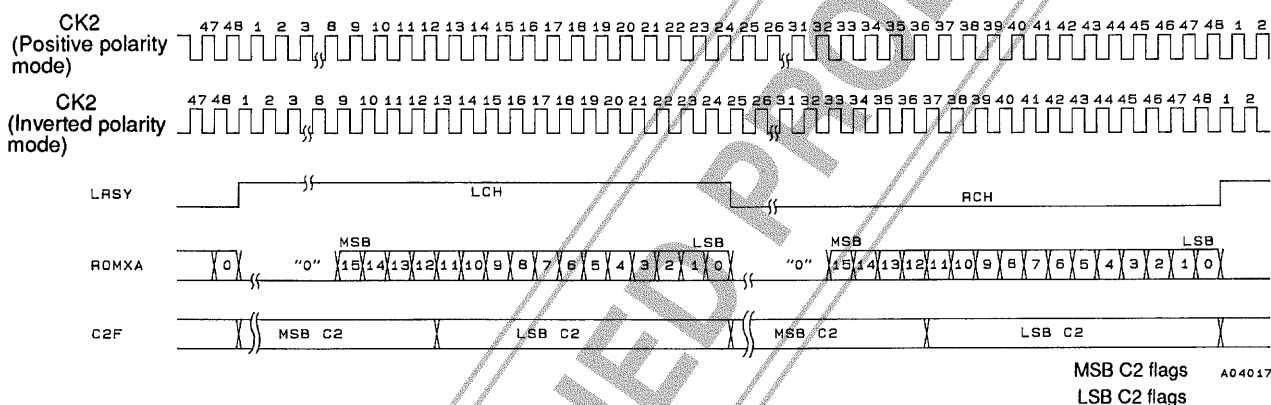 CK2
(Positive polarity
mode)
47 48 1 2 3 8 9 10 11 12 13 14 15 16 17 18 19 20 21 22 23 24 25 26 31 32 33 34 35 36 37 38 39 40 41 42 43 44 45 46 47 48 1 2
CK2
(Inverted polarity
mode)
47 48 1 2 3 8 9 10 11 12 13 14 15 16 17 18 19 20 21 22 23 24 25 26 31 32 33 34 35 36 37 38 39 40 41 42 43 44 45 46 47 48 1 2
LRSY LCH RCH
MSB LSB MSB LSB
ROMXA 0 "0" 15 14 13 12 11 10 9 8 7 6 5 4 3 2 1 0 "0" 15 14 13 12 11 10 9 8 7 6 5 4 3 2 1 0
C2F MSB C2 LSB C2 MSB C2 LSB C2
MSB C2 flags A04017
LSB C2 flags
NED PRO